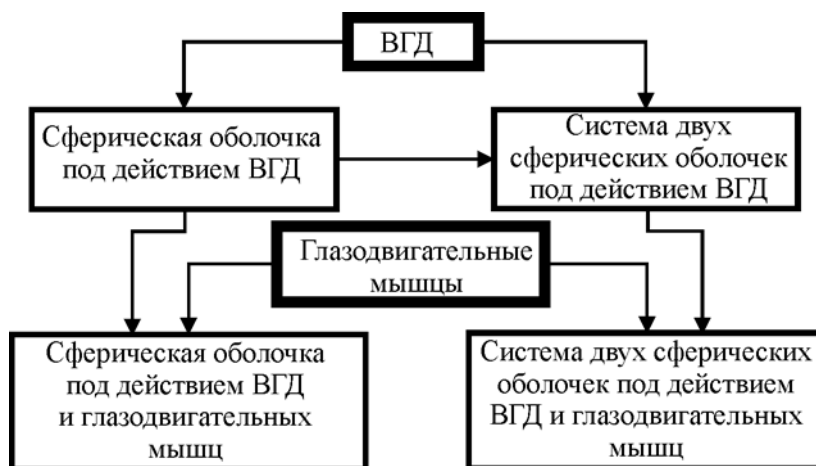 ВГД
Сферическая оболочка
под действием ВГД
Система двух
сферических оболочек
под действием ВГД
Глазодвигательные
мышцы
Сферическая оболочка
под действием ВГД
и глазодвигательных
мышц
Система двух сферических
оболочек под действием
ВГД и глазодвигательных
мышц